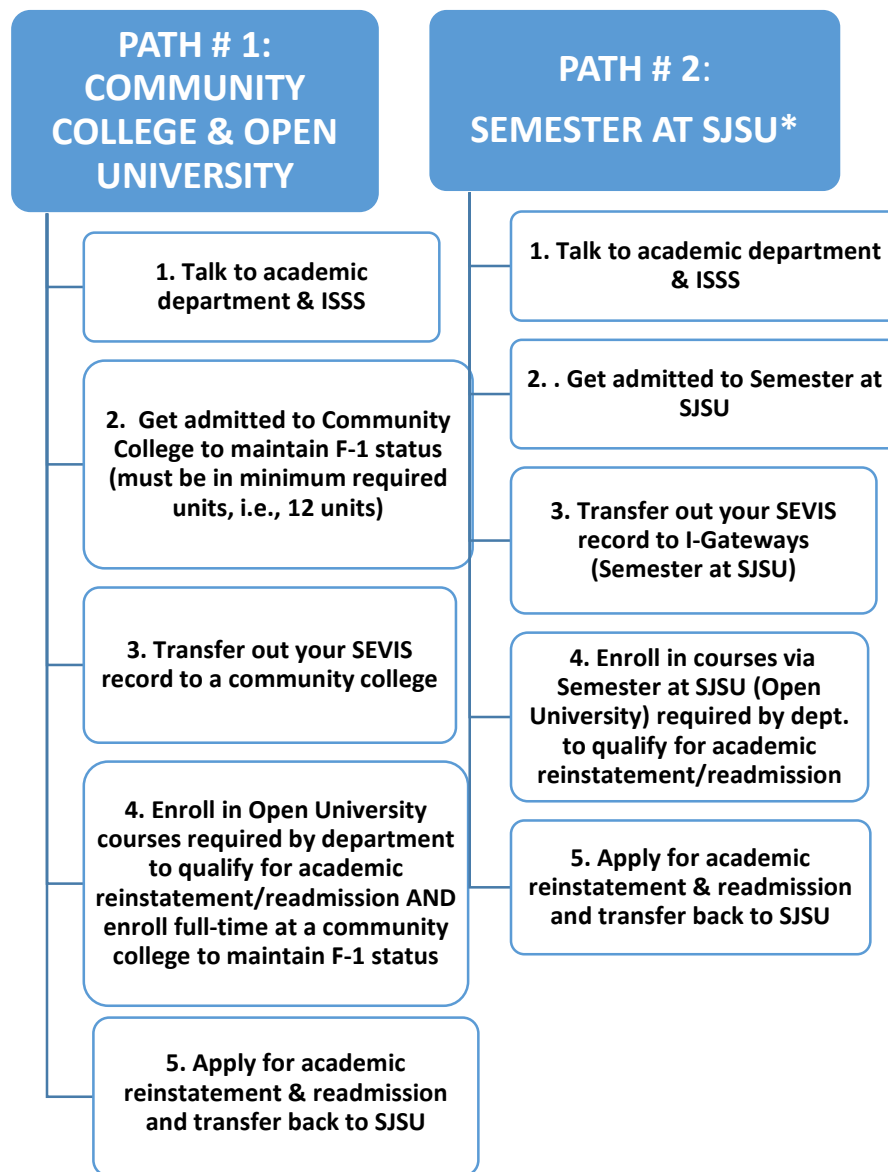 PATH # 1:
COMMUNITY
COLLEGE & OPEN
UNIVERSITY
1. Talk to academic
department & ISSS
2.  Get admitted to Community
College to maintain F-1 status
(must be in minimum required
units, i.e., 12 units)
3. Transfer out your SEVIS
record to a community college
4. Enroll in Open University
courses required by department
to qualify for academic
reinstatement/readmission AND
enroll full-time at a community
college to maintain F-1 status
5. Apply for academic
reinstatement & readmission
and transfer back to SJSU
PATH # 2:
SEMESTER AT SJSU*
1. Talk to academic department
& ISSS
2. . Get admitted to Semester at
SJSU
3. Transfer out your SEVIS
record to I-Gateways
(Semester at SJSU)
4. Enroll in courses via
Semester at SJSU (Open
University) required by dept.
to qualify for academic
reinstatement/readmission
5. Apply for academic
reinstatement & readmission
and transfer back to SJSU